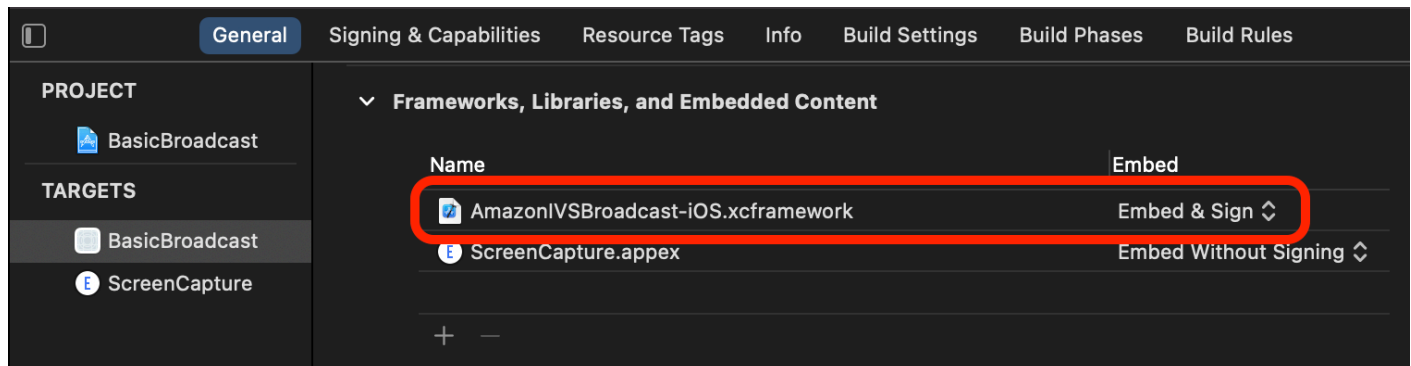 General Signing & Capabilities Resource Tags Info Build Settings Build Phases Build Rules
PROJECT
BasicBroadcast
TARGETS
BasicBroadcast
E ScreenCapture
Frameworks, Libraries, and Embedded Content
Name Embed
AmazonIVSBroadcast-iOS.xcframework Embed & Sign
E ScreenCapture.appex Embed Without Signing